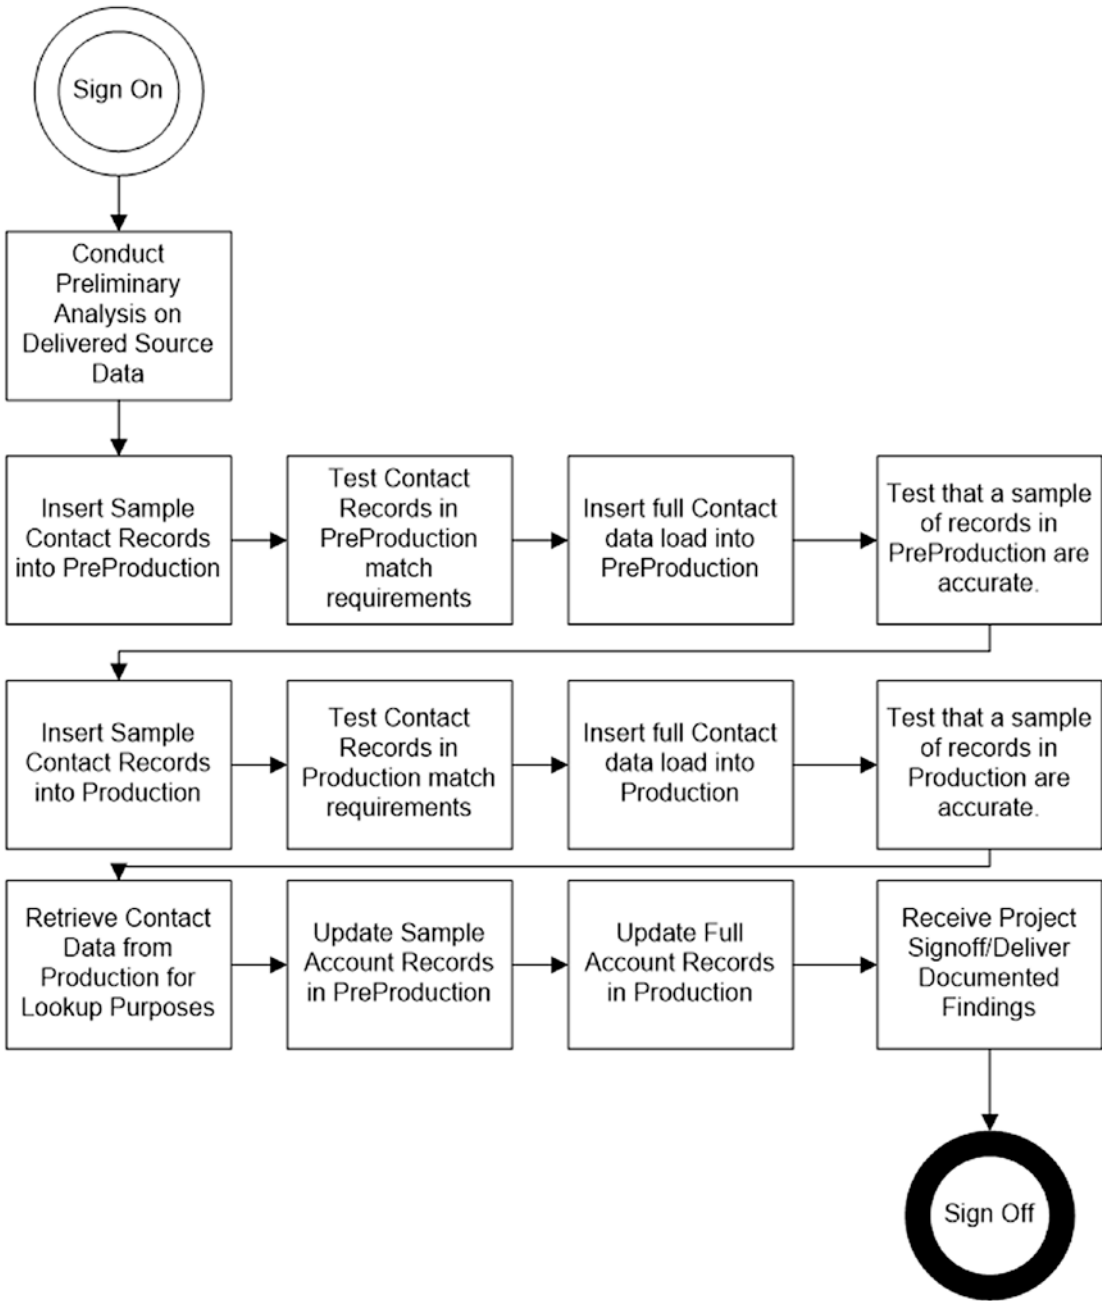 Sign On
Conduct
Preliminary
Analysis on
Delivered Source
Data
Insert Sample
Contact Records
into PreProduction
Test Contact
Records in
PreProduction
match
requirements
Insert full Contact
data load into
PreProduction
Test that a sample
of records in
PreProduction are
accurate.
Insert Sample
Contact Records
into Production
Test Contact
Records in
Production match
requirements
Insert full Contact
data load into
Production
Test that a sample
of records in
Production are
accurate.
Retrieve Contact
Data from
Production for
Lookup Purposes
Update Sample
Account Records
in PreProduction
Update Full
Account Records
in Production
Receive Project
Signoff/Deliver
Documented
Findings
Sign Off